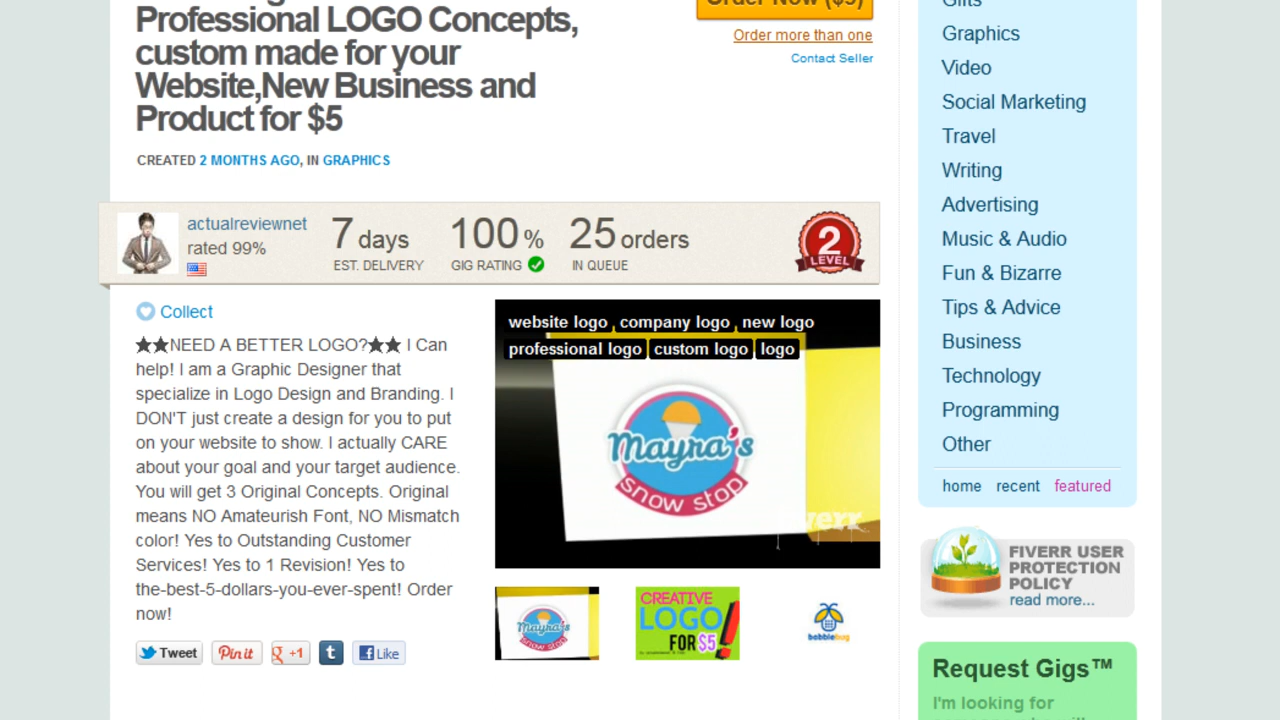 Order Now ($5)
Professional LOGO Concepts,
custom made for your
Website,New Business and
Product for $5
Order more than one
Contact Seller
CREATED 2 MONTHS AGO, IN GRAPHICS
actualreviewnet
rated 99%
7 days
EST. DELIVERY
100 %
GIG RATING
25 orders
IN QUEUE
2
LEVEL
Collect
★★NEED A BETTER LOGO?★★ I Can
help! I am a Graphic Designer that
specialize in Logo Design and Branding. I
DON'T just create a design for you to put
on your website to show. I actually CARE
about your goal and your target audience.
You will get 3 Original Concepts. Original
means NO Amateurish Font, NO Mismatch
color! Yes to Outstanding Customer
Services! Yes to 1 Revision! Yes to
the-best-5-dollars-you-ever-spent! Order
now!
Tweet
Pin it
g +1
t
f Like
website logo , company logo , new logo
professional logo custom logo logo
Mayra's
snow stop
Mayra's
snow stop
CREATIVE
LOGO
FOR $5
bobblebug
Gifts
Graphics
Video
Social Marketing
Travel
Writing
Advertising
Music & Audio
Fun & Bizarre
Tips & Advice
Business
Technology
Programming
Other
home recent featured
FIVERR USER
PROTECTION
POLICY
read more...
Request Gigs™
I'm looking for